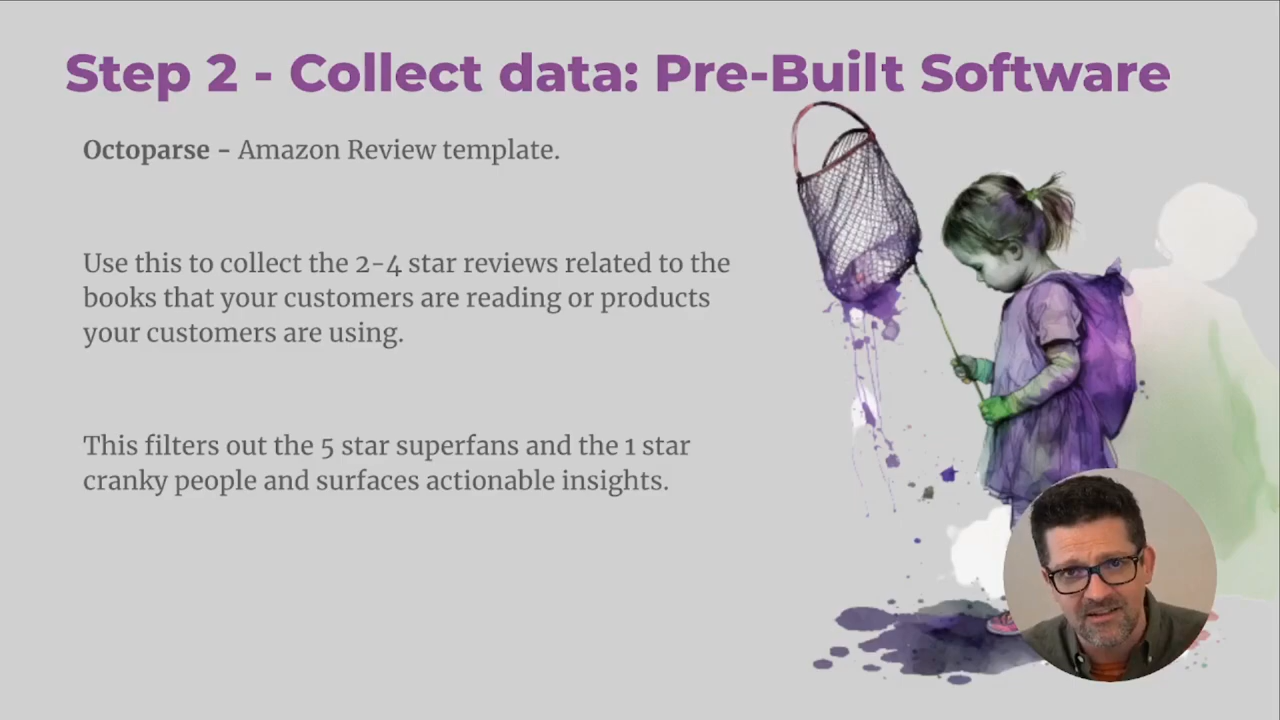 Step 2 - Collect data: Pre-Built Software
Octoparse - Amazon Review template.
Use this to collect the 2-4 star reviews related to the
books that your customers are reading or products
your customers are using.
This filters out the 5 star superfans and the 1 star
cranky people and surfaces actionable insights.